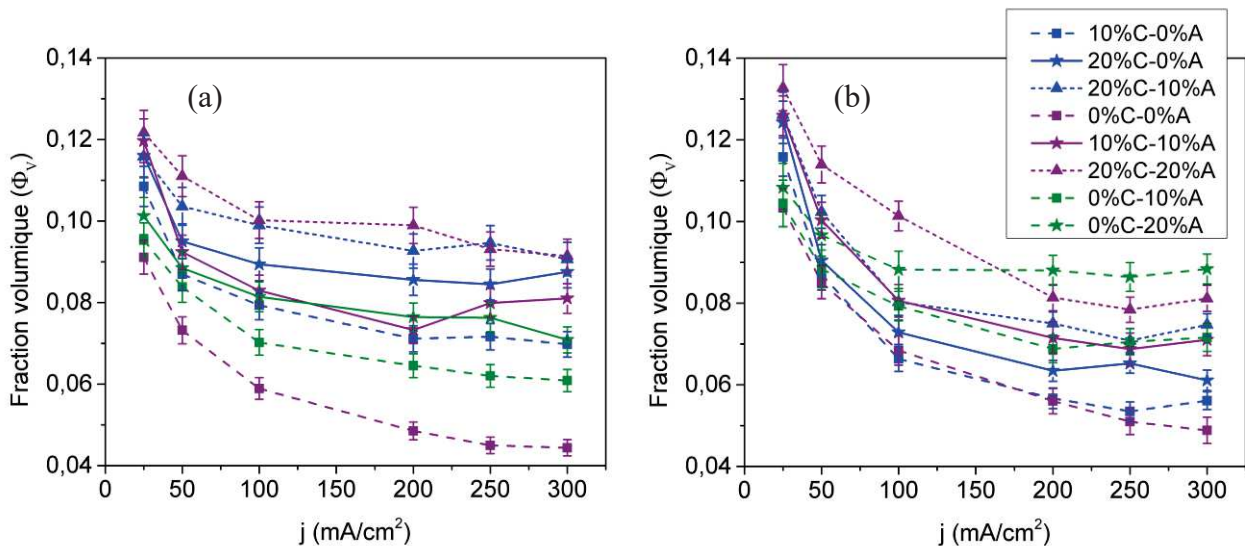 (a)
0,14
0,12
0,10
0,08
0,06
0,04
Fraction volumique (Φ_V)
0 50 100 150 200 250 300
j (mA/cm²)
(b)
0,14
0,12
0,10
0,08
0,06
0,04
Fraction volumique (Φ_V)
0 50 100 150 200 250 300
j (mA/cm²)
10%C-0%A
20%C-0%A
20%C-10%A
0%C-0%A
10%C-10%A
20%C-20%A
0%C-10%A
0%C-20%A